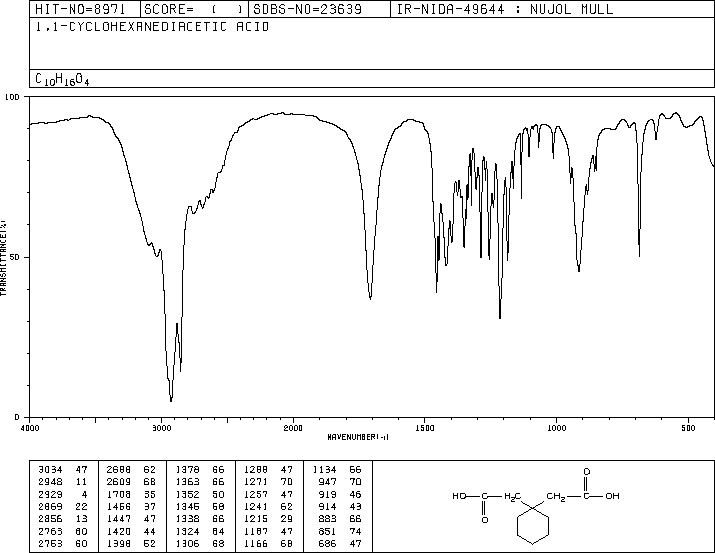 HIT-NO=8971 SCORE= ( ) SDBS-NO=23639 IR-NIDA-49644 : NUJOL MULL
1,1-CYCLOHEXANEDIACETIC ACID
C10H16O4
100
50
0
TRANSMITTANCE(%)
4000 3000 2000 1500 1000 500
WAVENUMBER(-1)
3034 47 2688 62 1378 66 1288 47 1134 66
2948 11 2609 68 1363 66 1271 70 947 70
2929 4 1708 35 1352 50 1257 47 919 46
2869 22 1456 37 1345 58 1241 62 914 43
2856 13 1447 47 1338 66 1215 29 883 66
1420 44 1324 84 1187 47 851 74
2763 60 1398 52 1306 68 1166 68 686 47
O
HO C H2C CH2 C OH
O